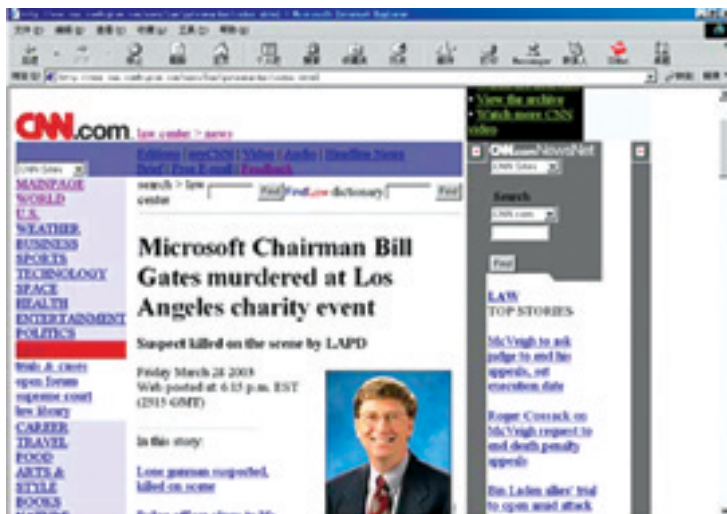 View the archive
Watch more CNN
video
CNN.com. law center > news
Editions | myCNN | Video | Audio | Headline News
Brief | Free E-mail | Feedback
CNN Sites
search > law
center
Find
FindLaw dictionary
Find
MAINPAGE
WORLD
U.S.
WEATHER
BUSINESS
SPORTS
TECHNOLOGY
SPACE
HEALTH
ENTERTAINMENT
POLITICS
trials & cases
open forum
supreme court
law library
CAREER
TRAVEL
FOOD
ARTS &
STYLE
BOOKS
Microsoft Chairman Bill
Gates murdered at Los
Angeles charity event
Suspect killed on the scene by LAPD
Friday March 28 2003
Web posted at: 6:15 p.m. EST
(2315 GMT)
In this story:
Lone gunman suspected,
killed on scene
CNN.comNewsNet
CNN Sites
Search
CNN.com
Find
LAW
TOP STORIES
McVeigh to ask
judge to end his
appeals, set
execution date
Roger Cossack on
McVeigh request to
end death penalty
appeals
Bin Laden allies' trial
to open amid attack